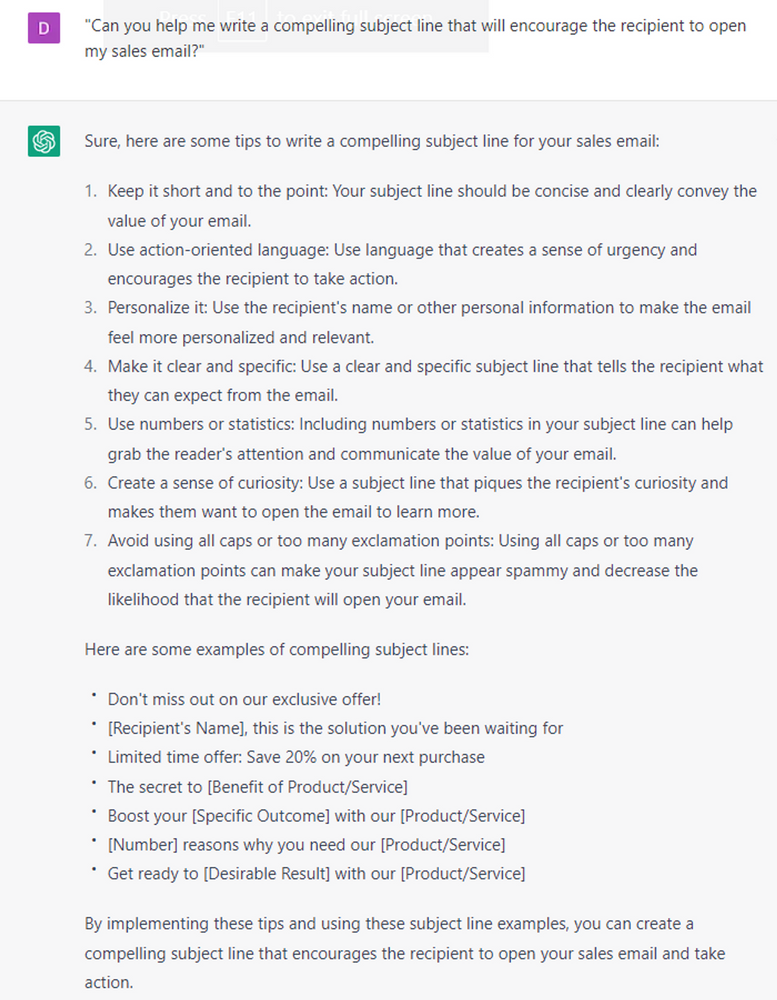 D
"Can you help me write a compelling subject line that will encourage the recipient to open
my sales email?"
Sure, here are some tips to write a compelling subject line for your sales email:
1. Keep it short and to the point: Your subject line should be concise and clearly convey the
value of your email.
2. Use action-oriented language: Use language that creates a sense of urgency and
encourages the recipient to take action.
3. Personalize it: Use the recipient's name or other personal information to make the email
feel more personalized and relevant.
4. Make it clear and specific: Use a clear and specific subject line that tells the recipient what
they can expect from the email.
5. Use numbers or statistics: Including numbers or statistics in your subject line can help
grab the reader's attention and communicate the value of your email.
6. Create a sense of curiosity: Use a subject line that piques the recipient's curiosity and
makes them want to open the email to learn more.
7. Avoid using all caps or too many exclamation points: Using all caps or too many
exclamation points can make your subject line appear spammy and decrease the
likelihood that the recipient will open your email.
Here are some examples of compelling subject lines:
• Don't miss out on our exclusive offer!
• [Recipient's Name], this is the solution you've been waiting for
• Limited time offer: Save 20% on your next purchase
• The secret to [Benefit of Product/Service]
• Boost your [Specific Outcome] with our [Product/Service]
• [Number] reasons why you need our [Product/Service]
• Get ready to [Desirable Result] with our [Product/Service]
By implementing these tips and using these subject line examples, you can create a
compelling subject line that encourages the recipient to open your sales email and take
action.